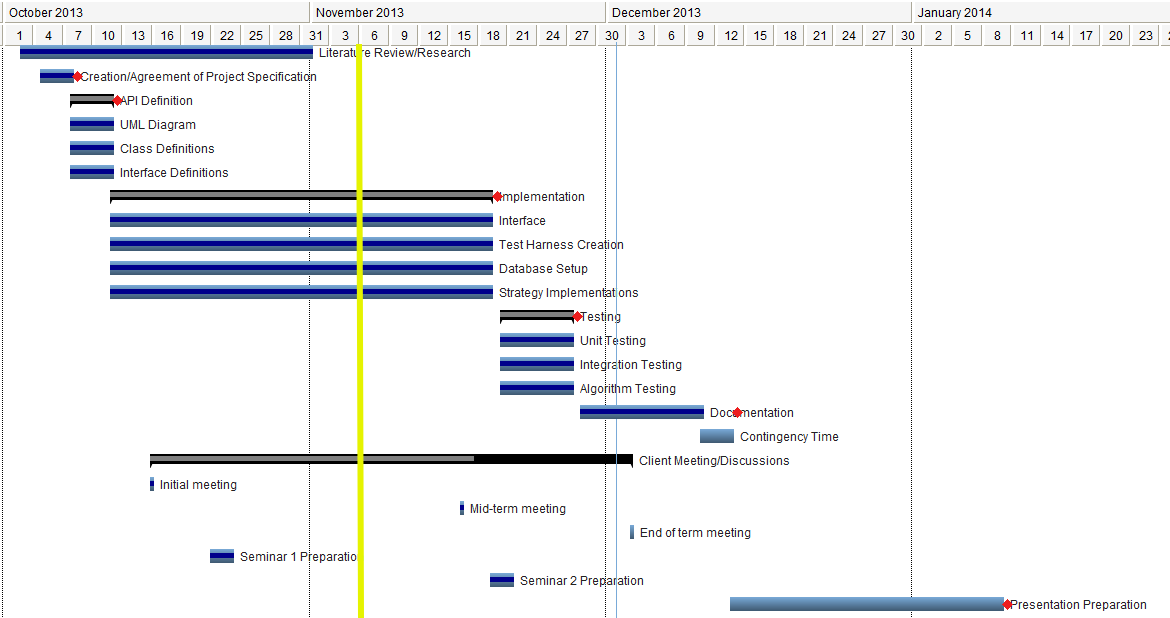 October 2013 November 2013 December 2013 January 2014
1 4 7 10 13 16 19 22 25 28 31 3 6 9 12 15 18 21 24 27 30 3 6 9 12 15 18 21 24 27 30 2 5 8 11 14 17 20 23
Literature Review/Research
Creation/Agreement of Project Specification
API Definition
UML Diagram
Class Definitions
Interface Definitions
Implementation
Interface
Test Harness Creation
Database Setup
Strategy Implementations
Testing
Unit Testing
Integration Testing
Algorithm Testing
Documentation
Contingency Time
Client Meeting/Discussions
Initial meeting
Mid-term meeting
End of term meeting
Seminar 1 Preparation
Seminar 2 Preparation
Presentation Preparation